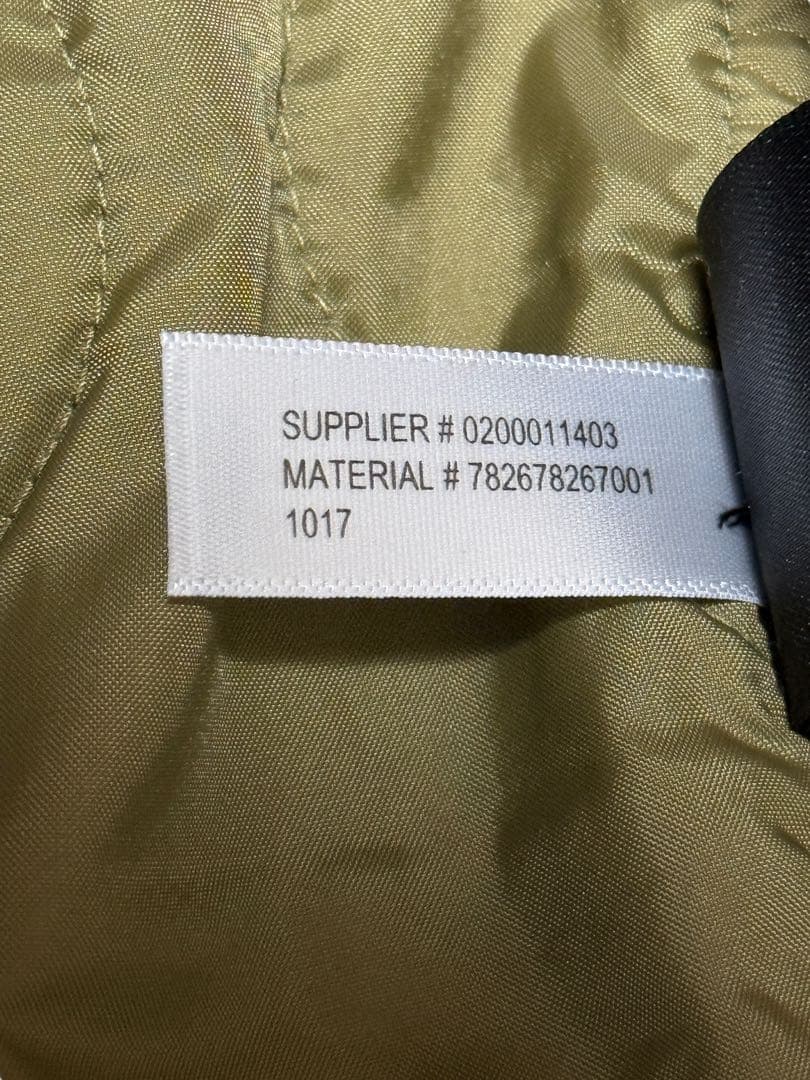 SUPPLIER # 0200011403
MATERIAL # 782678267001
1017